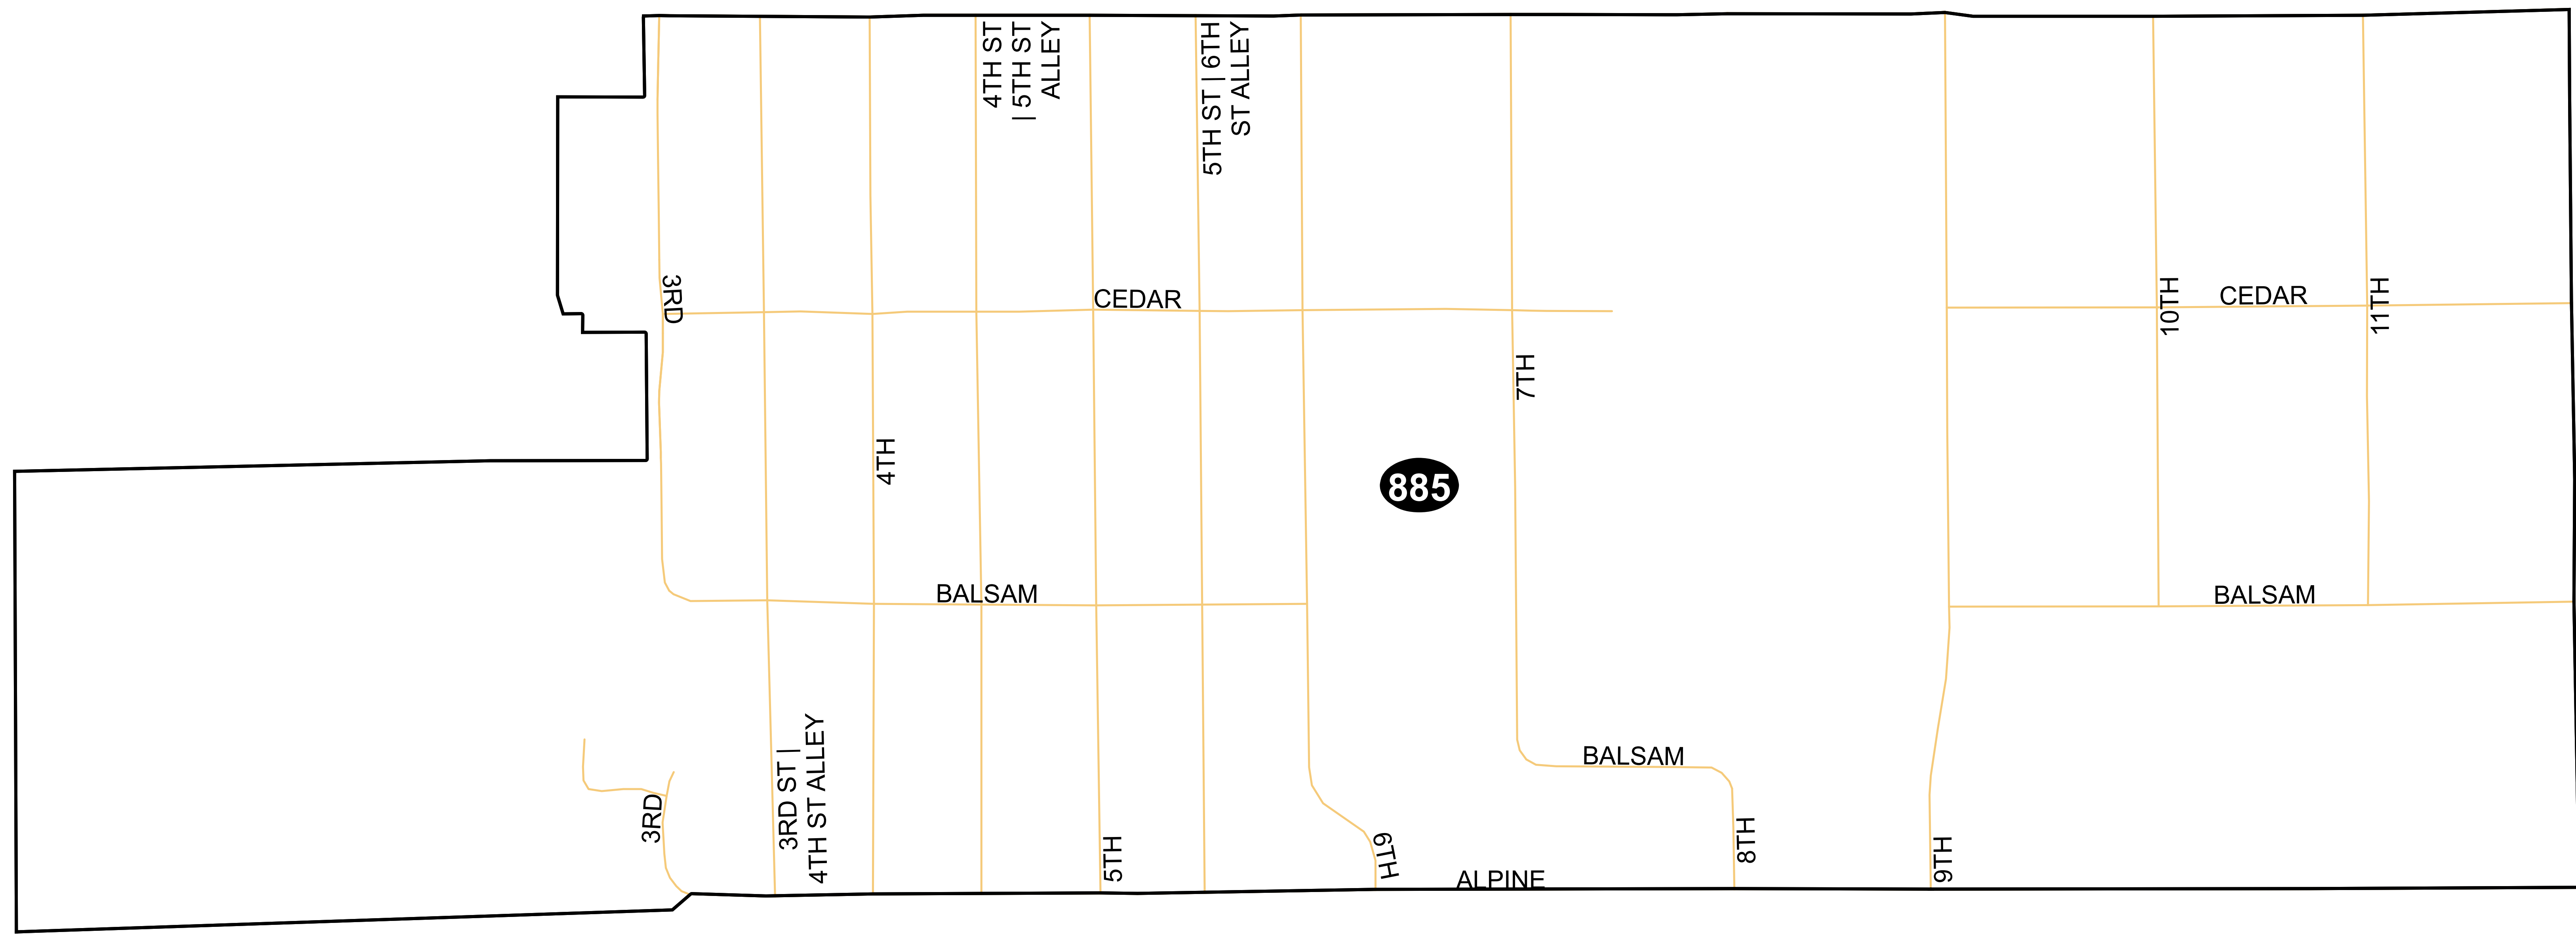 4TH ST
| 5TH ST
ALLEY
5TH ST | 6TH
ST ALLEY
3RD
CEDAR
10TH
CEDAR
11TH
7TH
4TH
885
BALSAM
BALSAM
BALSAM
3RD
3RD ST |
4TH ST ALLEY
5TH
6TH
8TH
9TH
ALPINE